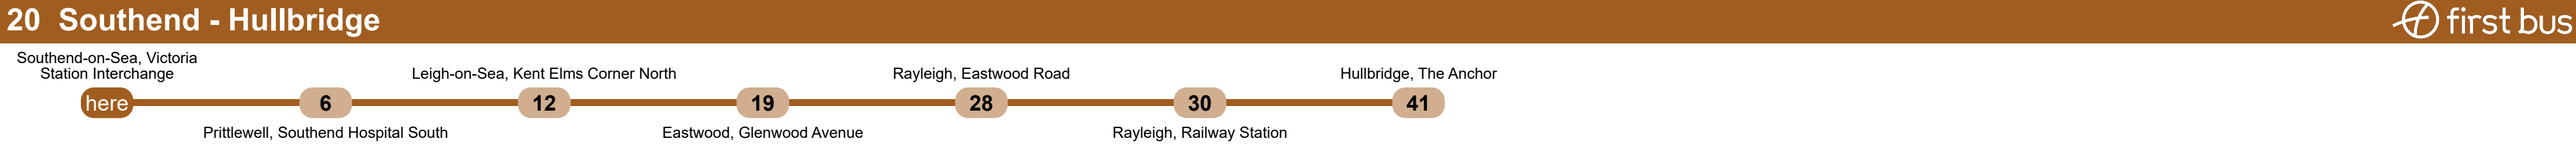 20 Southend - Hullbridge
first bus
Southend-on-Sea, Victoria
Station Interchange
Leigh-on-Sea, Kent Elms Corner North
Rayleigh, Eastwood Road
Hullbridge, The Anchor
here 6 12 19 28 30 41
Prittlewell, Southend Hospital South
Eastwood, Glenwood Avenue
Rayleigh, Railway Station